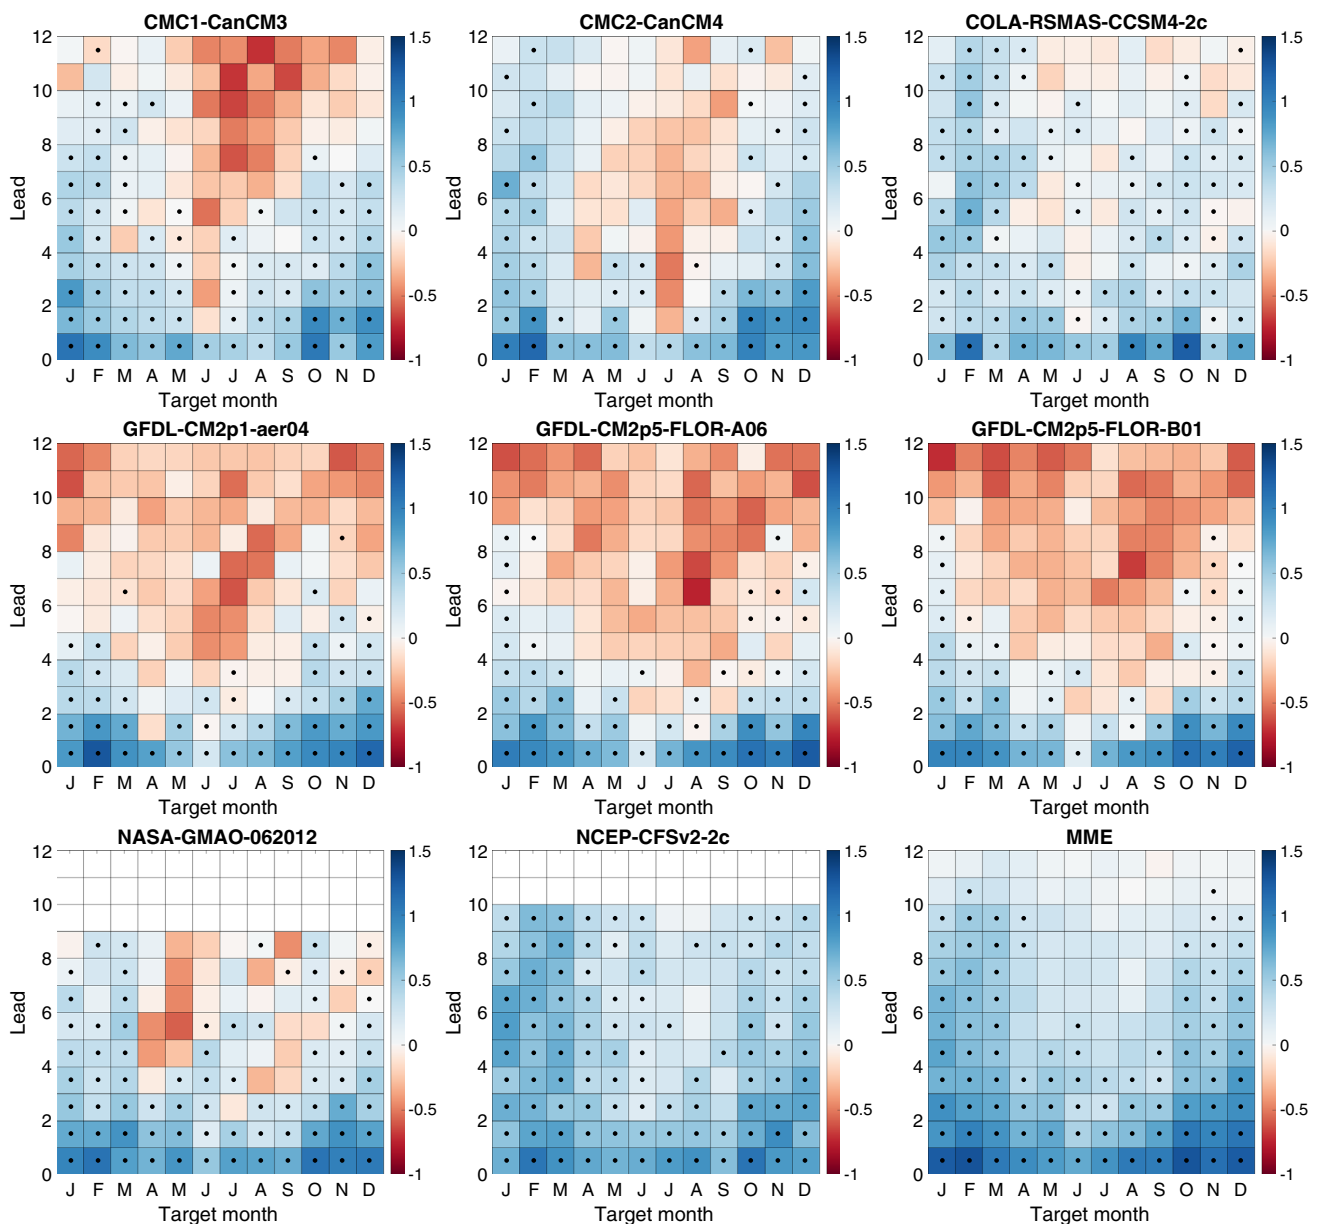 CMC1-CanCM3 CMC2-CanCM4 COLA-RSMAS-CCSM4-2c
12 1.5 12 1.5 12 1.5
10 1 10 1 10 1
8 0.5 8 0.5 8 0.5
6 0 6 0 6 0
4 -0.5 4 -0.5 4 -0.5
2 2 2
0 -1 0 -1 0 -1
Lead Lead Lead
J F M A M J J A S O N D J F M A M J J A S O N D J F M A M J J A S O N D
Target month Target month Target month
GFDL-CM2p1-aer04 GFDL-CM2p5-FLOR-A06 GFDL-CM2p5-FLOR-B01
12 1.5 12 1.5 12 1.5
10 1 10 1 10 1
8 0.5 8 0.5 8 0.5
6 0 6 0 6 0
4 -0.5 4 -0.5 4 -0.5
2 2 2
0 -1 0 -1 0 -1
Lead Lead Lead
J F M A M J J A S O N D J F M A M J J A S O N D J F M A M J J A S O N D
Target month Target month Target month
NASA-GMAO-062012 NCEP-CFSv2-2c MME
12 1.5 12 1.5 12 1.5
10 1 10 1 10 1
8 0.5 8 0.5 8 0.5
6 0 6 0 6 0
4 -0.5 4 -0.5 4 -0.5
2 2 2
0 -1 0 -1 0 -1
Lead Lead Lead
J F M A M J J A S O N D J F M A M J J A S O N D J F M A M J J A S O N D
Target month Target month Target month